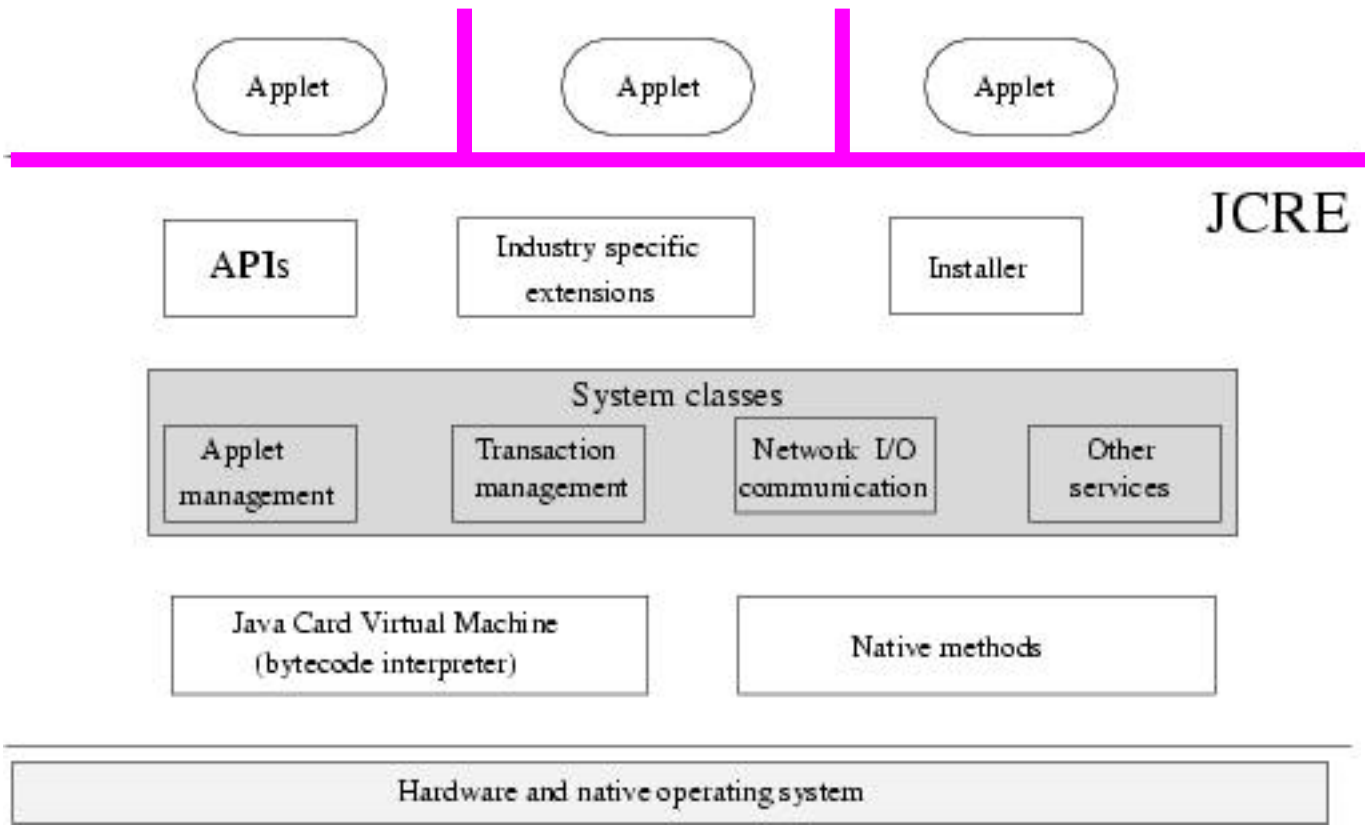 Applet
Applet
Applet
JCRE
APIs
Industry specific
extensions
Installer
System classes
Applet
management
Transaction
management
Network I/O
communication
Other
services
Java Card Virtual Machine
(bytecode interpreter)
Native methods
Hardware and native operating system